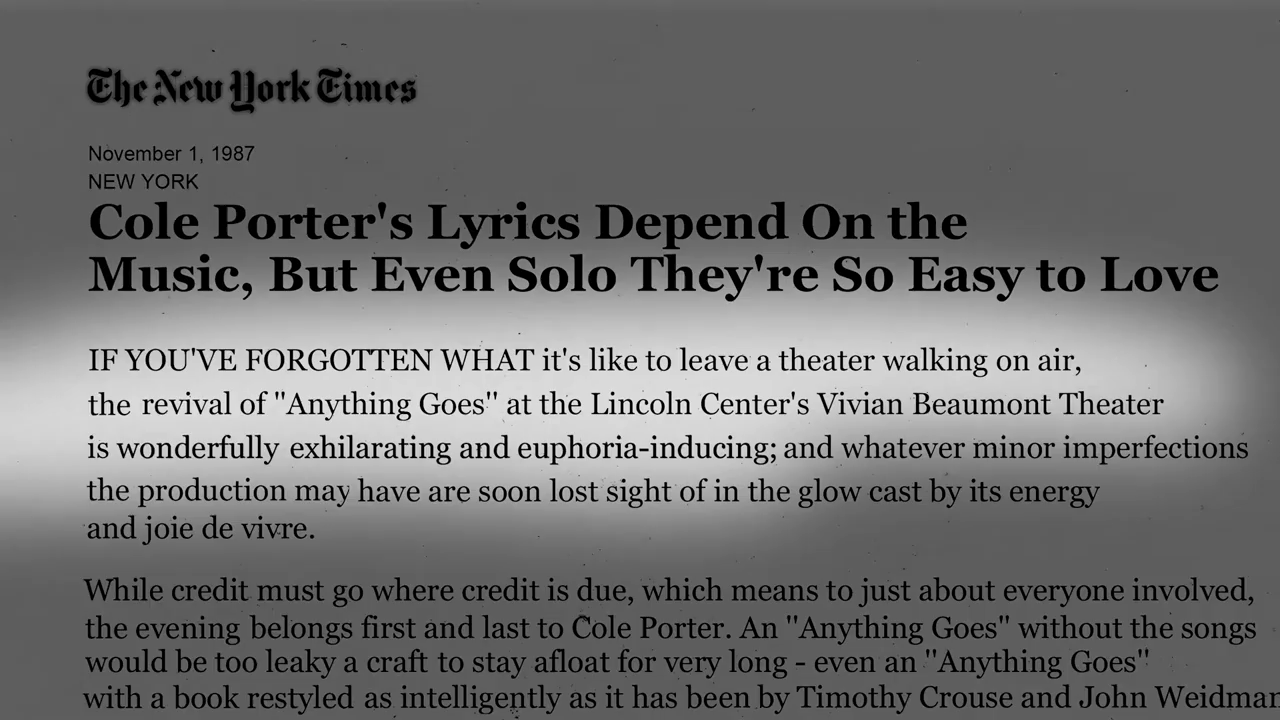 The New York Times
November 1, 1987
NEW YORK
Cole Porter's Lyrics Depend On the
Music, But Even Solo They're So Easy to Love
IF YOU'VE FORGOTTEN WHAT it's like to leave a theater walking on air,
the revival of "Anything Goes" at the Lincoln Center's Vivian Beaumont Theater
is wonderfully exhilarating and euphoria-inducing; and whatever minor imperfections
the production may have are soon lost sight of in the glow cast by its energy
and joie de vivre.
While credit must go where credit is due, which means to just about everyone involved,
the evening belongs first and last to Cole Porter. An "Anything Goes" without the songs
would be too leaky a craft to stay afloat for very long - even an "Anything Goes"
with a book restyled as intelligently as it has been by Timothy Crouse and John Weidman